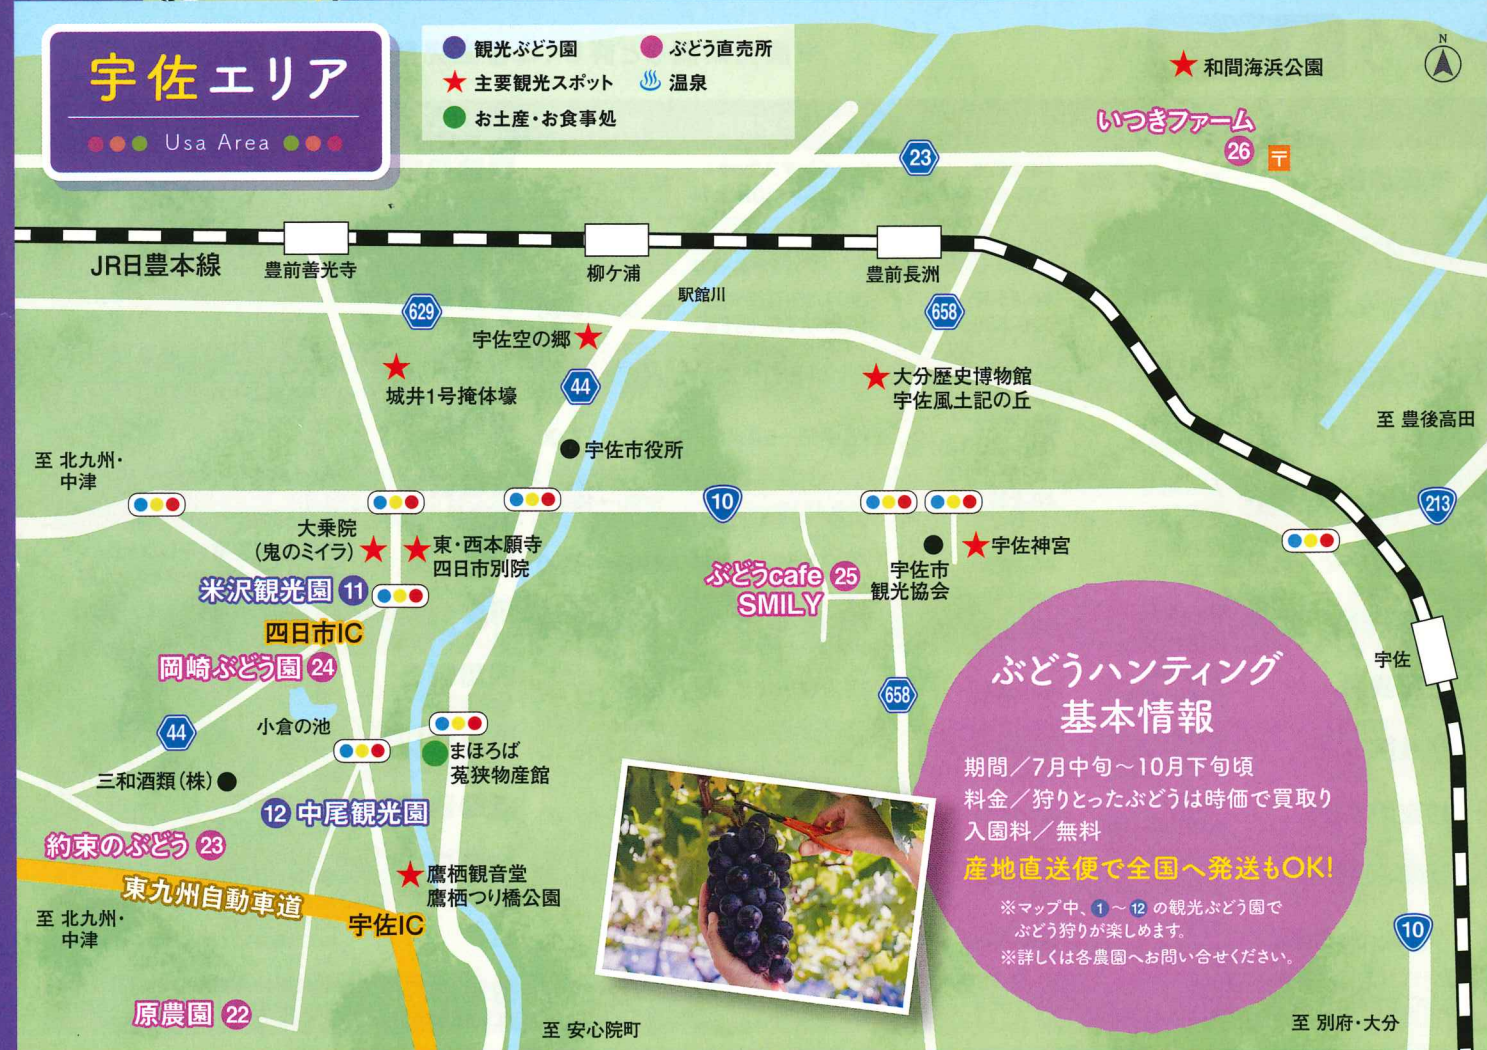 宇佐エリア
Usa Area
観光ぶどう園
ぶどう直売所
主要観光スポット
温泉
お土産・お食事処
N
和間海浜公園
いつきファーム
26
〒
23
JR日豊本線
豊前善光寺
柳ケ浦
豊前長洲
駅館川
629
658
宇佐空の郷
城井1号掩体壕
44
大分歴史博物館
宇佐風土記の丘
至 豊後高田
宇佐市役所
至 北九州・
中津
10
213
大乗院
(鬼のミイラ)
東・西本願寺
四日市別院
宇佐神宮
宇佐市
観光協会
ぶどうcafe 25
SMILY
米沢観光園 11
四日市IC
岡崎ぶどう園 24
宇佐
658
小倉の池
44
三和酒類(株)
まほろば
菟狭物産館
12 中尾観光園
約束のぶどう 23
東九州自動車道
鷹栖観音堂
鷹栖つり橋公園
宇佐IC
至 北九州・
中津
原農園 22
至 安心院町
ぶどうハンティング
基本情報
期間／7月中旬～10月下旬頃
料金／狩りとったぶどうは時価で買取り
入園料／無料
産地直送便で全国へ発送もOK!
※マップ中、1～12の観光ぶどう園で
ぶどう狩りが楽しめます。
※詳しくは各農園へお問い合せください。
10
至 別府・大分